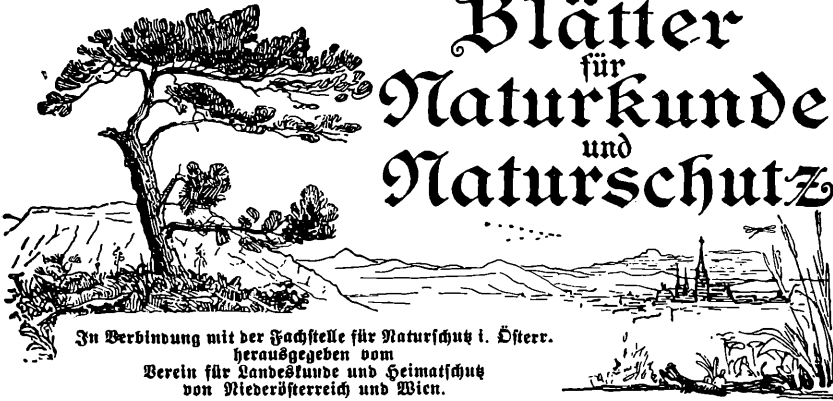 Blätter
für
Naturkunde
und
Naturschutz
In Verbindung mit der Fachstelle für Naturschutz i. Österr.
herausgegeben vom
Verein für Landeskunde und Heimatschutz
von Niederösterreich und Wien.